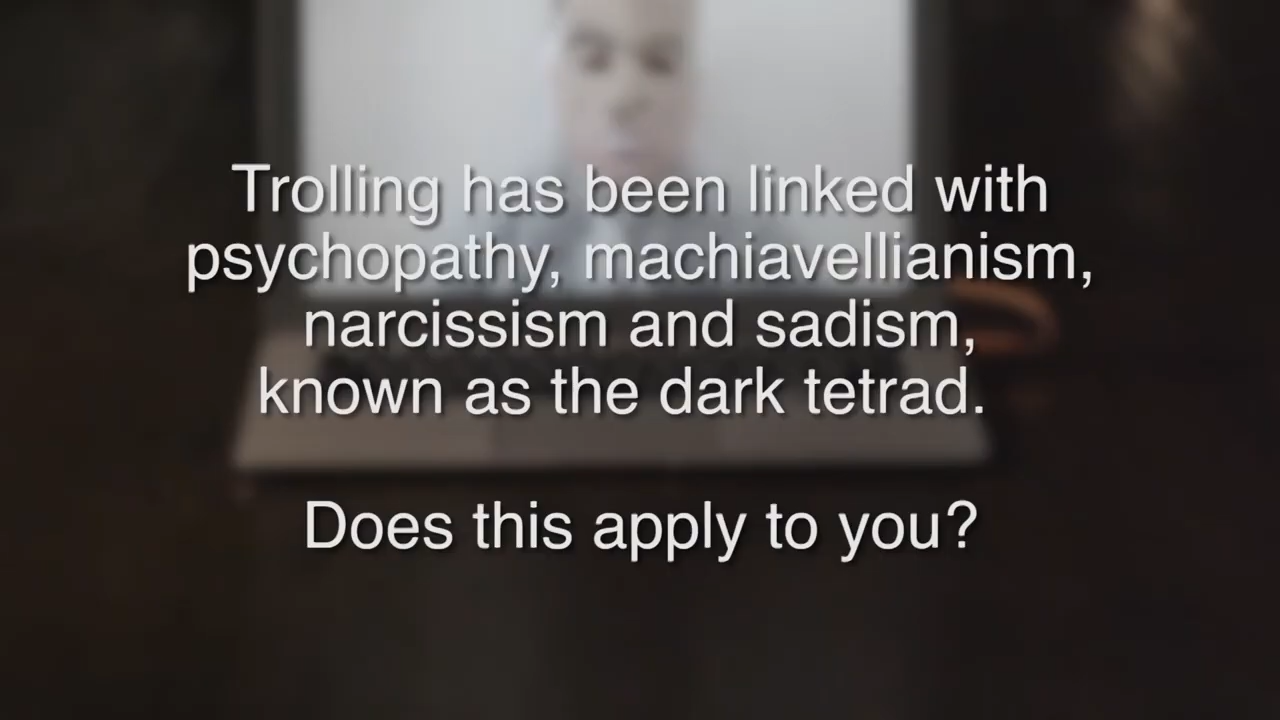 Trolling has been linked with
psychopathy, machiavellianism,
narcissism and sadism,
known as the dark tetrad.
Does this apply to you?